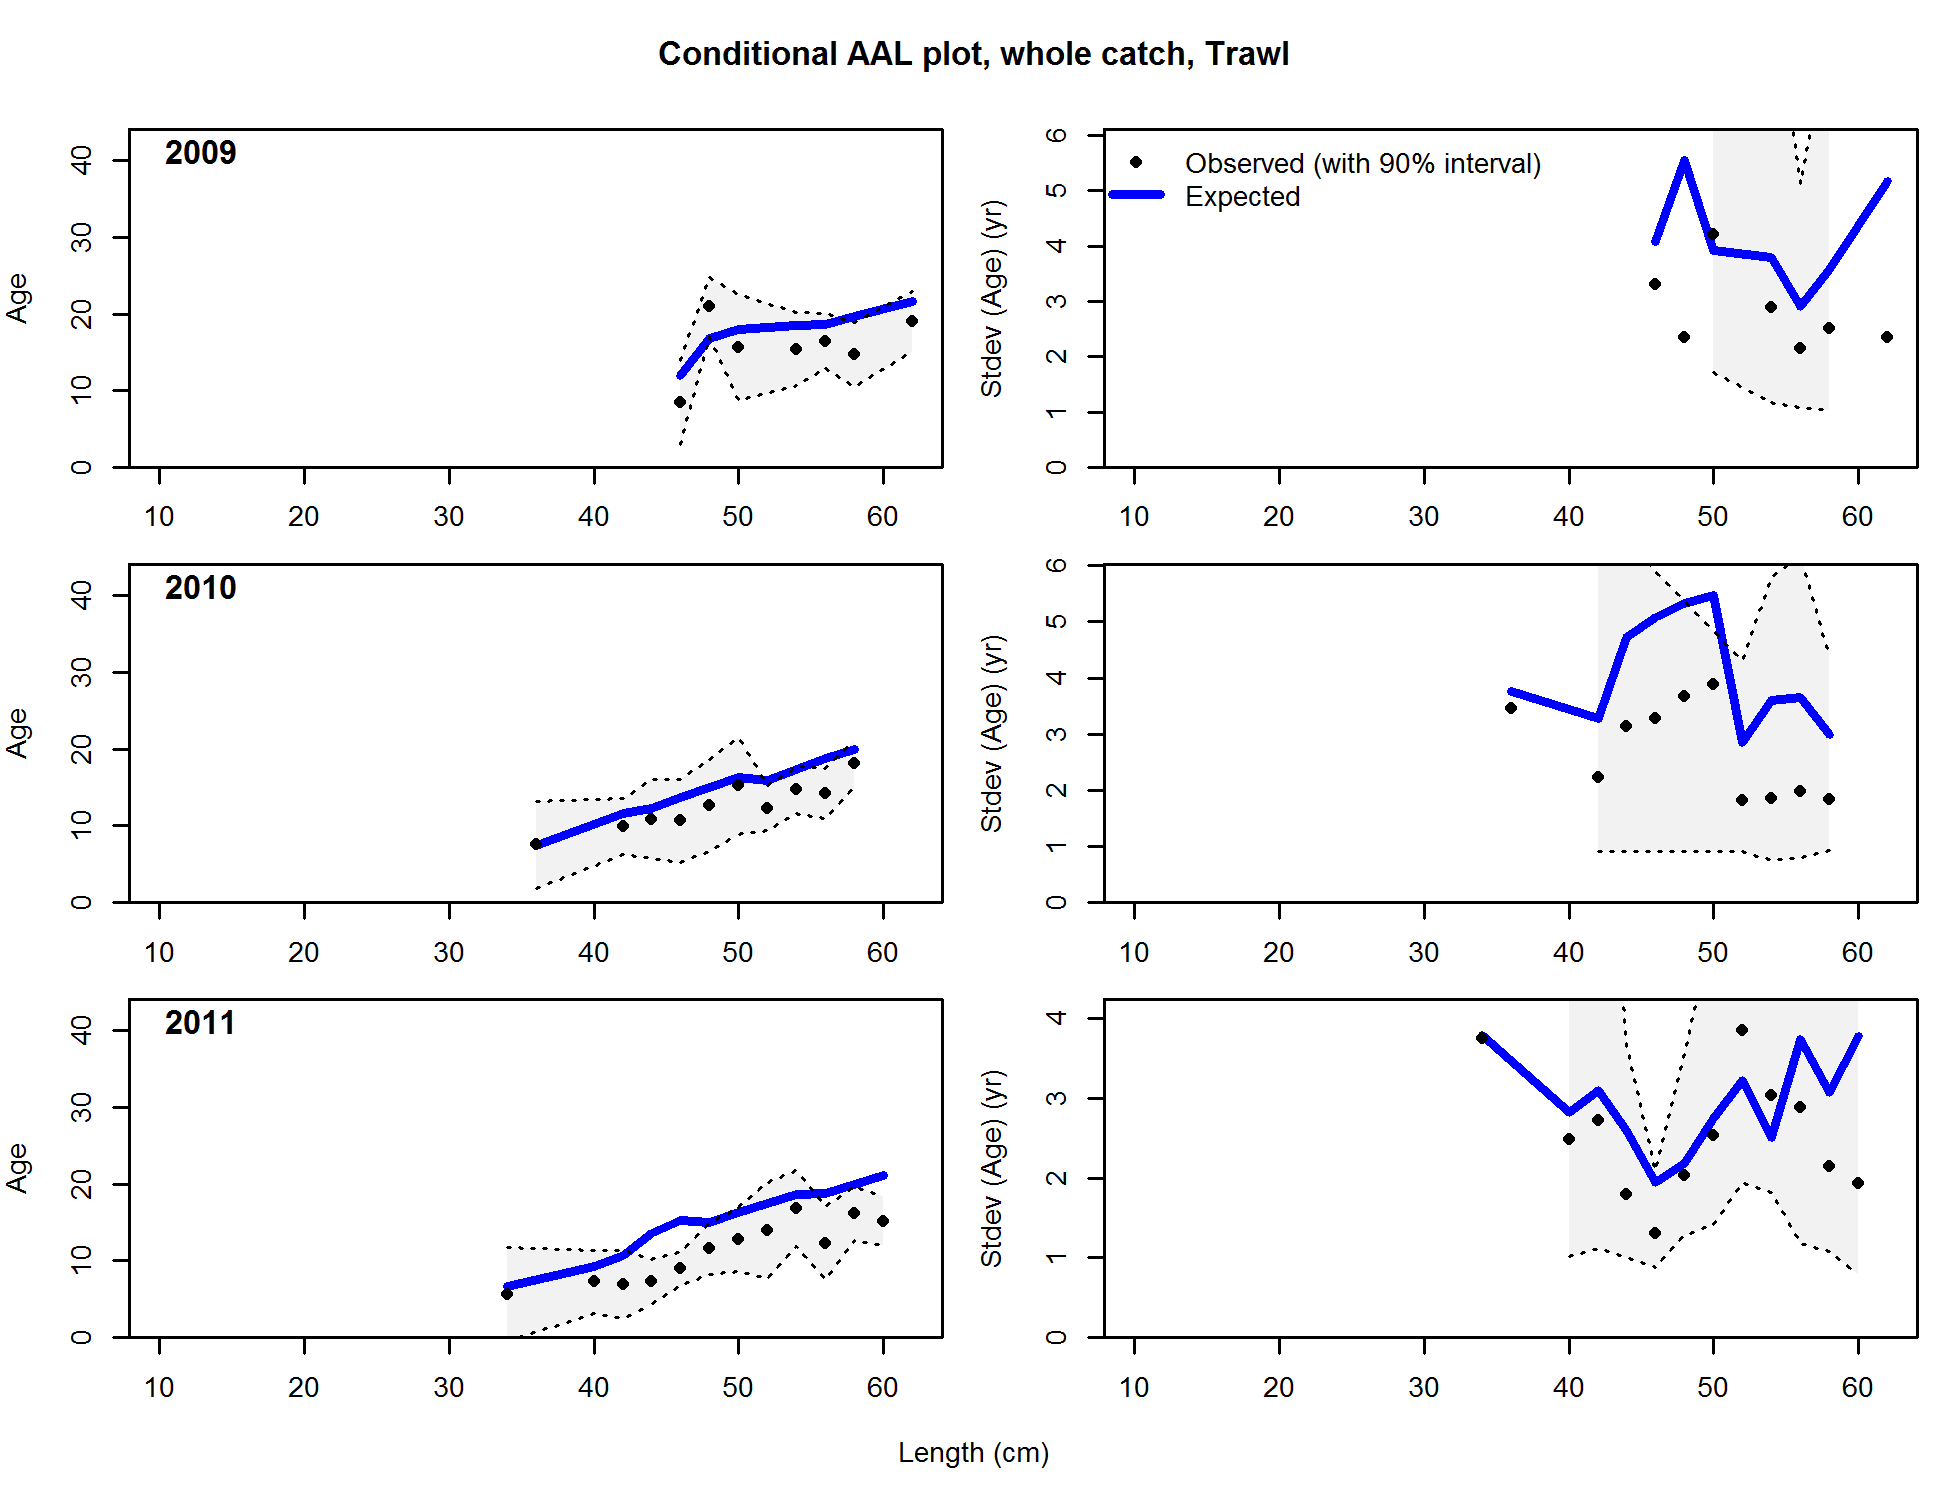 Conditional AAL plot, whole catch, Trawl
2009
Age
0 10 20 30 40
10 20 30 40 50 60
Observed (with 90% interval)
Expected
Stdev (Age) (yr)
0 1 2 3 4 5 6
10 20 30 40 50 60
2010
Age
0 10 20 30 40
10 20 30 40 50 60
Stdev (Age) (yr)
0 1 2 3 4 5 6
10 20 30 40 50 60
2011
Age
0 10 20 30 40
10 20 30 40 50 60
Stdev (Age) (yr)
0 1 2 3 4
10 20 30 40 50 60
Length (cm)